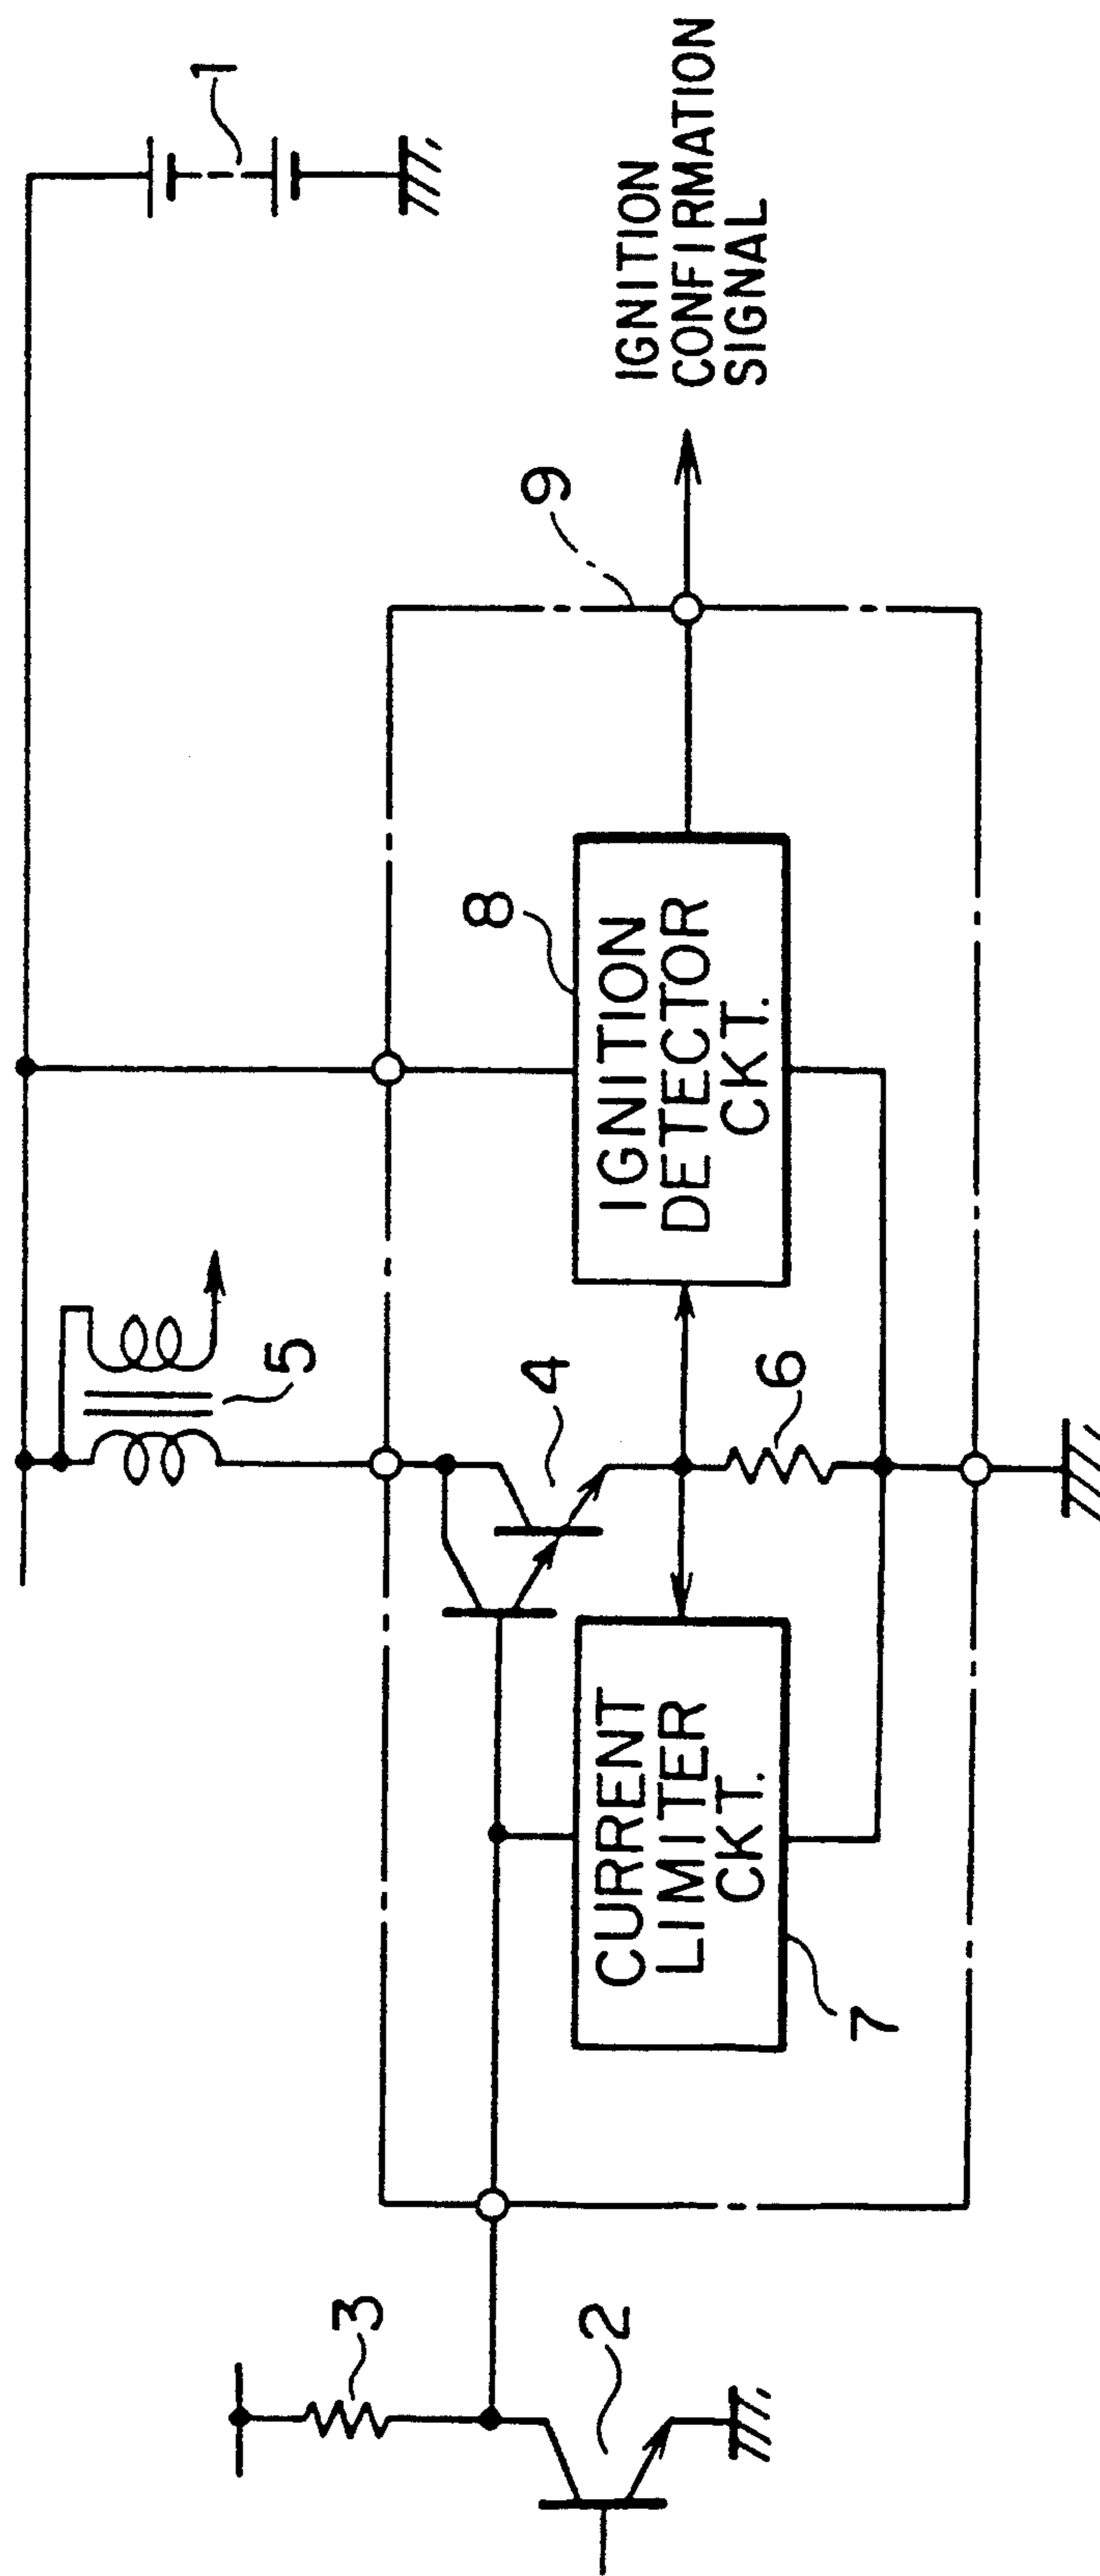 1
5
IGNITION
CONFIRMATION
SIGNAL
9
8
4
3
6
2
CURRENT
LIMITER
CKT.
IGNITION
DETECTOR
CKT.
7